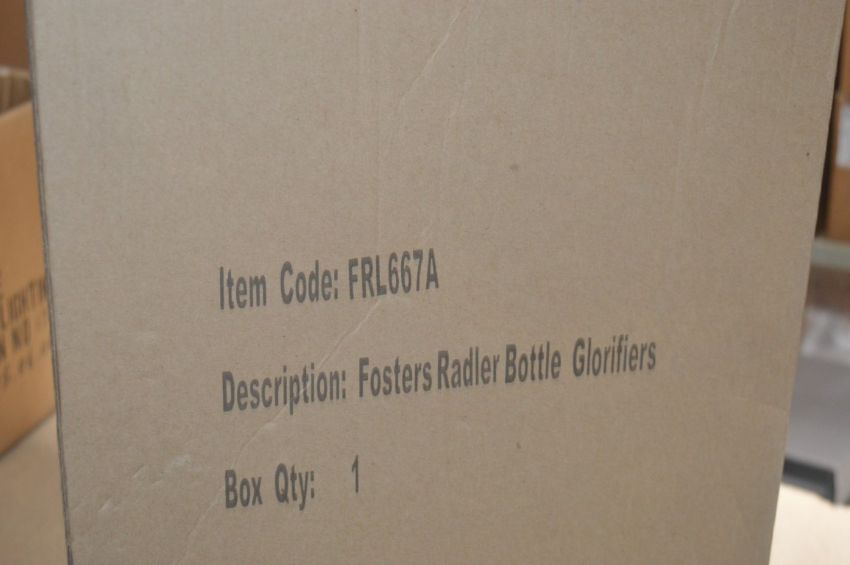 Item Code: FRL667A
Description: Fosters Radler Bottle Glorifiers
Box Qty: 1